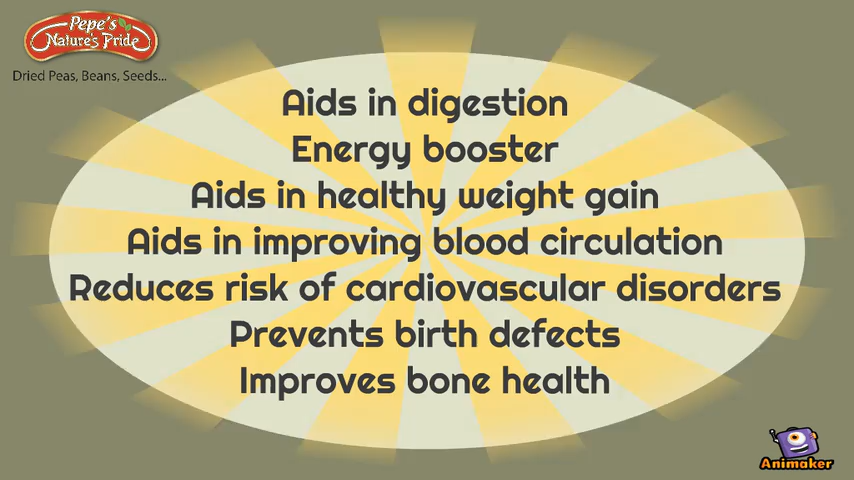 Pepe's
Nature's Pride
Dried Peas, Beans, Seeds...
Aids in digestion
Energy booster
Aids in healthy weight gain
Aids in improving blood circulation
Reduces risk of cardiovascular disorders
Prevents birth defects
Improves bone health
Animaker